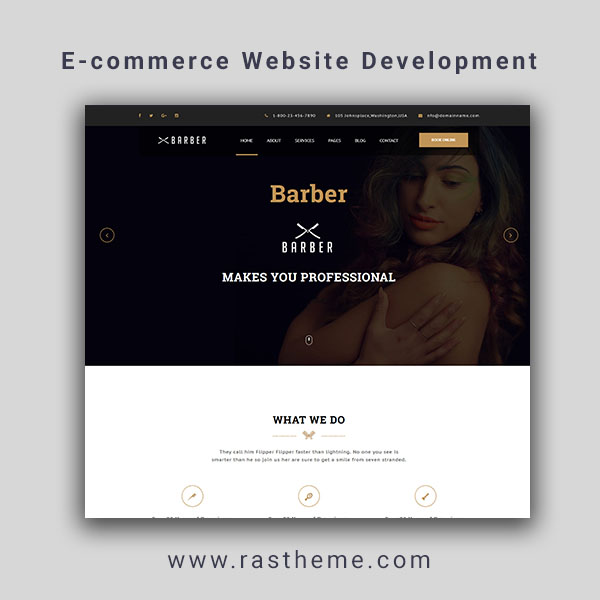 E-commerce Website Development
1-800-23-456-7890 505 Johnsplace,Washington,USA info@domainname.com
BARBER HOME ABOUT SERVICES PAGES BLOG CONTACT BOOK ONLINE
Barber
BARBER
MAKES YOU PROFESSIONAL
WHAT WE DO
They call him Flipper Flipper faster than lightning. No one you see is
smarter than he so join us her are sure to get a smile from seven stranded.
www.rastheme.com